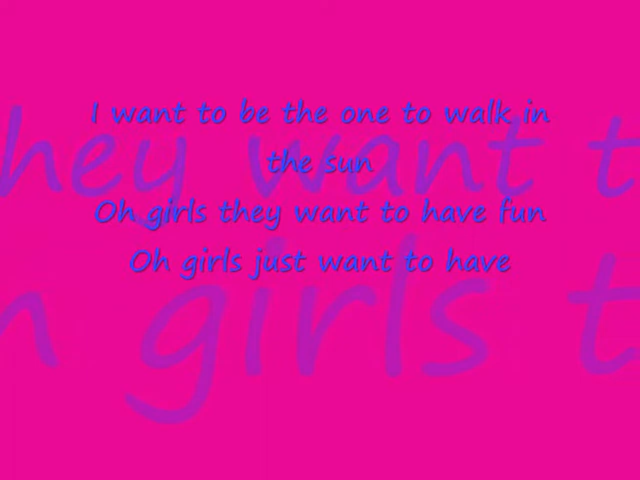 I want to be the one to walk in
the sun
Oh girls they want to have fun
Oh girls just want to have
they want t
n girls t